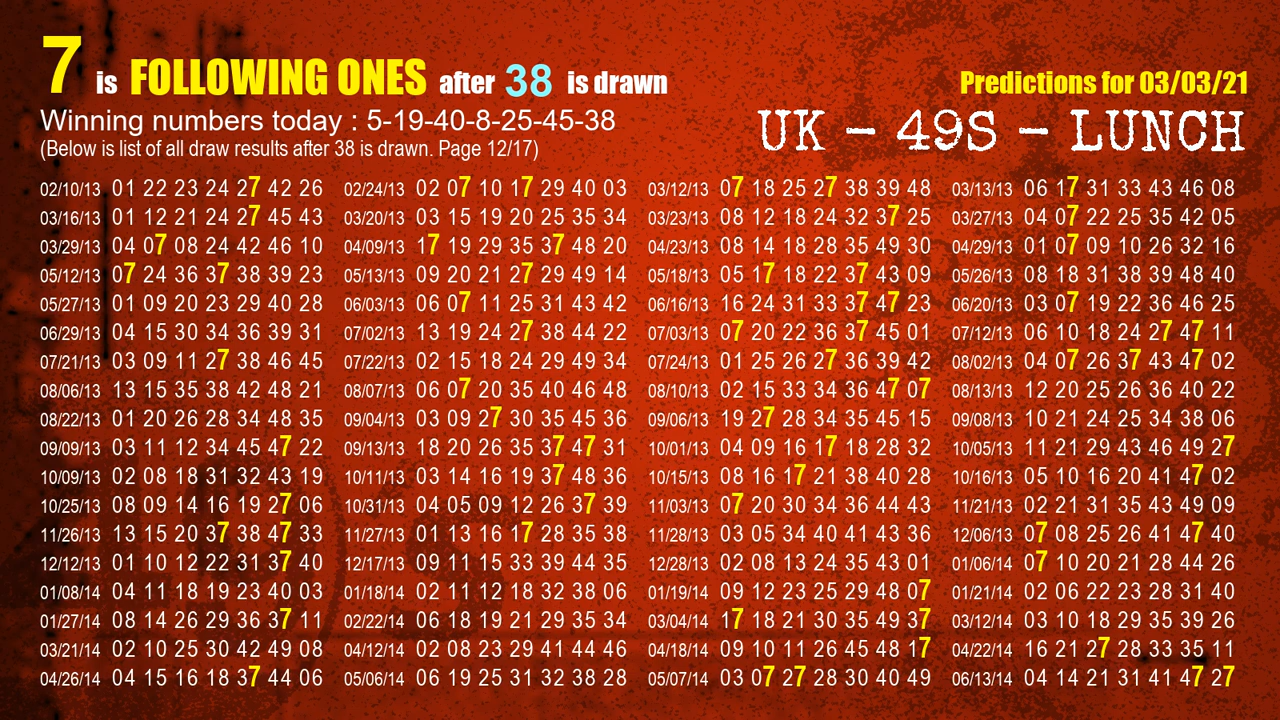 7 is FOLLOWING ONES after 38 is drawn
Predictions for 03/03/21
Winning numbers today : 5-19-40-8-25-45-38
UK - 49S - LUNCH
(Below is list of all draw results after 38 is drawn. Page 12/17)
02/10/13 01 22 23 24 27 42 26 02/24/13 02 07 10 17 29 40 03 03/12/13 07 18 25 27 38 39 48 03/13/13 06 17 31 33 43 46 08
03/16/13 01 12 21 24 27 45 43 03/20/13 03 15 19 20 25 35 34 03/23/13 08 12 18 24 32 37 25 03/27/13 04 07 22 25 35 42 05
03/29/13 04 07 08 24 42 46 10 04/09/13 17 19 29 35 37 48 20 04/23/13 08 14 18 28 35 49 30 04/29/13 01 07 09 10 26 32 16
05/12/13 07 24 36 37 38 39 23 05/13/13 09 20 21 27 29 49 14 05/18/13 05 17 18 22 37 43 09 05/26/13 08 18 31 38 39 48 40
05/27/13 01 09 20 23 29 40 28 06/03/13 06 07 11 25 31 43 42 06/16/13 16 24 31 33 37 47 23 06/20/13 03 07 19 22 36 46 25
06/29/13 04 15 30 34 36 39 31 07/02/13 13 19 24 27 38 44 22 07/03/13 07 20 22 36 37 45 01 07/12/13 06 10 18 24 27 47 11
07/21/13 03 09 11 27 38 46 45 07/22/13 02 15 18 24 29 49 34 07/24/13 01 25 26 27 36 39 42 08/02/13 04 07 26 37 43 47 02
08/06/13 13 15 35 38 42 48 21 08/07/13 06 07 20 35 40 46 48 08/10/13 02 15 33 34 36 47 07 08/13/13 12 20 25 26 36 40 22
08/22/13 01 20 26 28 34 48 35 09/04/13 03 09 27 30 35 45 36 09/06/13 19 27 28 34 35 45 15 09/08/13 10 21 24 25 34 38 06
09/09/13 03 11 12 34 45 47 22 09/13/13 18 20 26 35 37 47 31 10/01/13 04 09 16 17 18 28 32 10/05/13 11 21 29 43 46 49 27
10/09/13 02 08 18 31 32 43 19 10/11/13 03 14 16 19 37 48 36 10/15/13 08 16 17 21 38 40 28 10/16/13 05 10 16 20 41 47 02
10/25/13 08 09 14 16 19 27 06 10/31/13 04 05 09 12 26 37 39 11/03/13 07 20 30 34 36 44 43 11/21/13 02 21 31 35 43 49 09
11/26/13 13 15 20 37 38 47 33 11/27/13 01 13 16 17 28 35 38 11/28/13 03 05 34 40 41 43 36 12/06/13 07 08 25 26 41 47 40
12/12/13 01 10 12 22 31 37 40 12/17/13 09 11 15 33 39 44 35 12/28/13 02 08 13 24 35 43 01 01/06/14 07 10 20 21 28 44 26
01/08/14 04 11 18 19 23 40 03 01/18/14 02 11 12 18 32 38 06 01/19/14 09 12 23 25 29 48 07 01/21/14 02 06 22 23 28 31 40
01/27/14 08 14 26 29 36 37 11 02/22/14 06 18 19 21 29 35 34 03/04/14 17 18 21 30 35 49 37 03/12/14 03 10 18 29 35 39 26
03/21/14 02 10 25 30 42 49 08 04/12/14 02 08 23 29 41 44 46 04/18/14 09 10 11 26 45 48 17 04/22/14 16 21 27 28 33 35 11
04/26/14 04 15 16 18 37 44 06 05/06/14 06 19 25 31 32 38 28 05/07/14 03 07 27 28 30 40 49 06/13/14 04 14 21 31 41 47 27